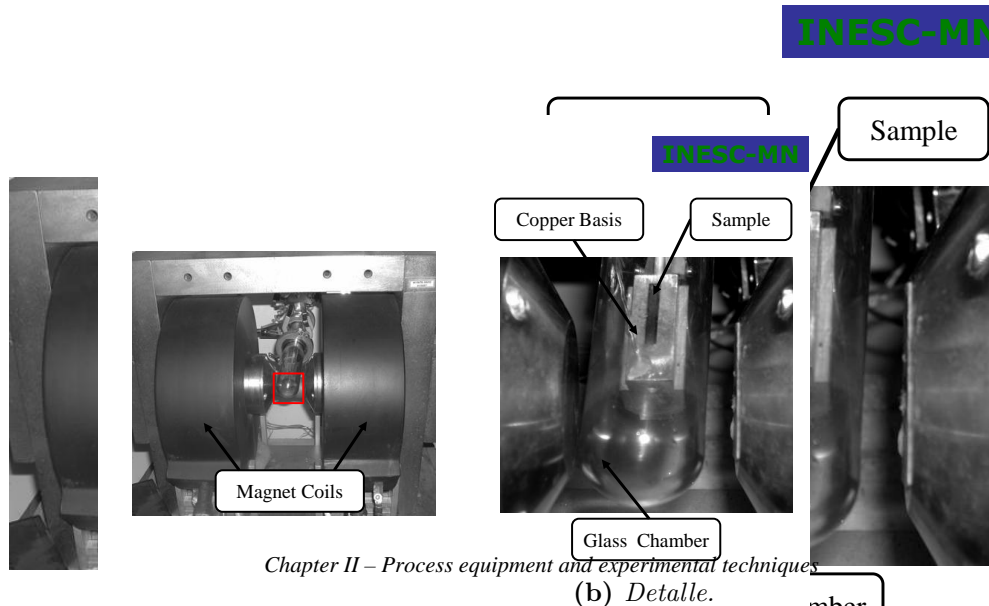 INESC-MN
Sample
INESC-MN
Copper Basis
Sample
Magnet Coils
Glass Chamber
Chapter II – Process equipment and experimental techniques
(b) Detalle.
mber